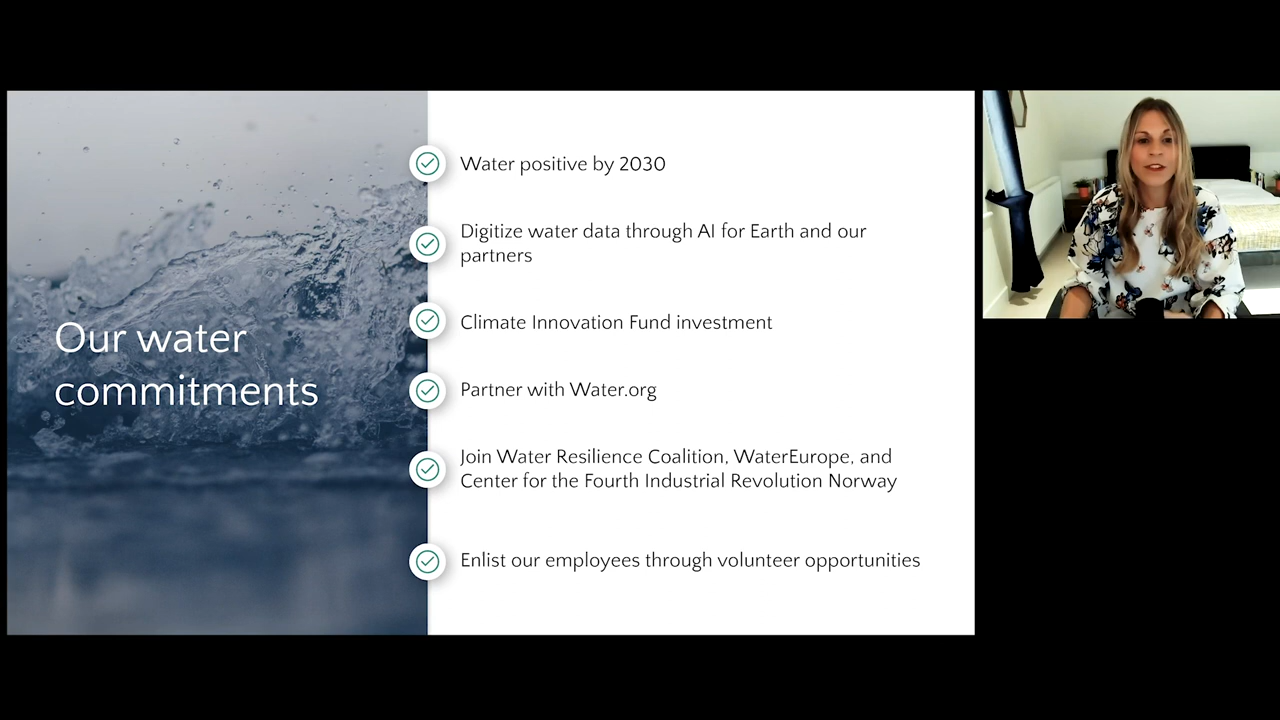 Our water
commitments
Water positive by 2030
Digitize water data through AI for Earth and our
partners
Climate Innovation Fund investment
Partner with Water.org
Join Water Resilience Coalition, WaterEurope, and
Center for the Fourth Industrial Revolution Norway
Enlist our employees through volunteer opportunities